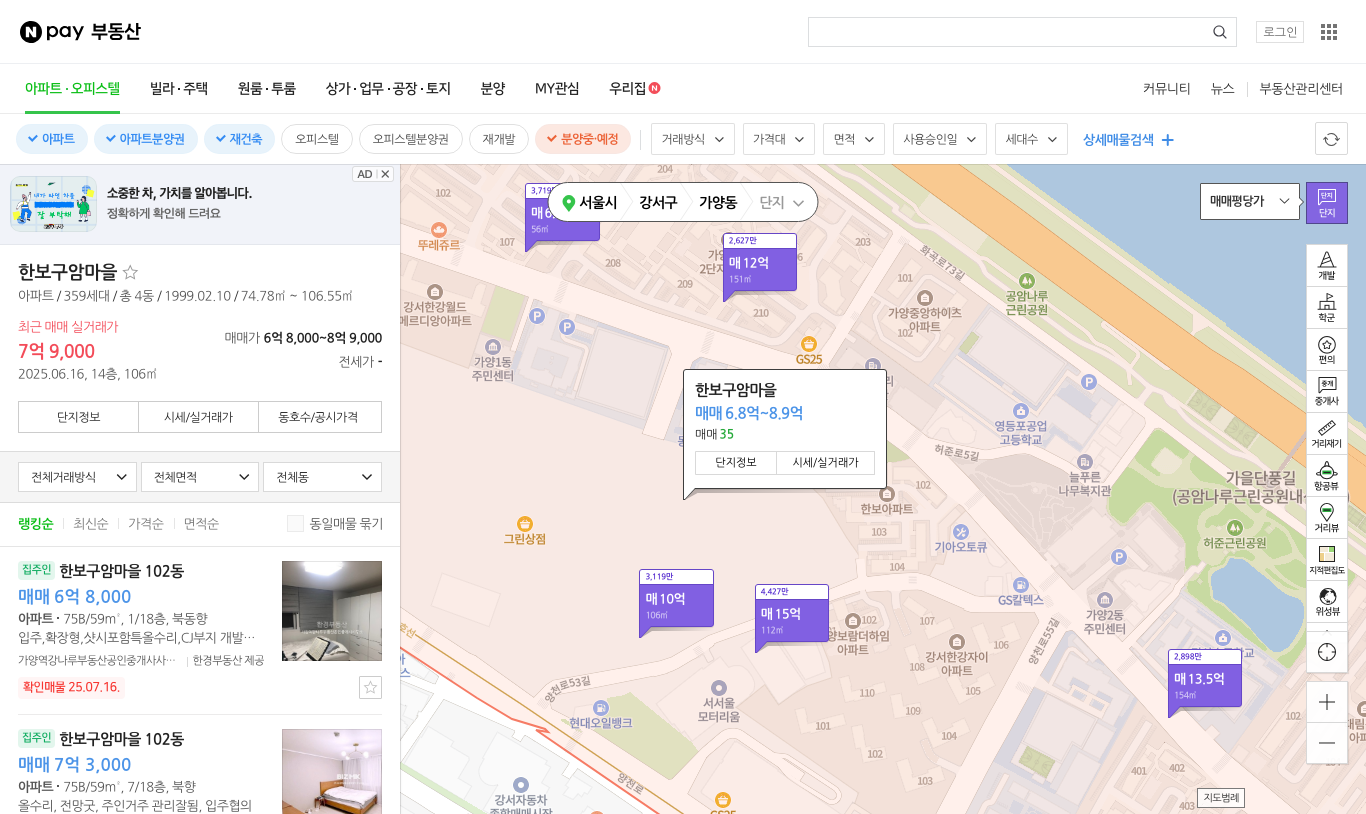 N pay 부동산
로그인
아파트·오피스텔
빌라·주택
원룸·투룸
상가·업무·공장·토지
분양
MY관심
우리집 N
커뮤니티
뉴스
부동산관리센터
아파트
아파트분양권
재건축
오피스텔
오피스텔분양권
재개발
분양중·예정
거래방식
가격대
면적
사용승인일
세대수
상세매물검색
AD
소중한 차, 가치를 알아봅니다.
정확하게 확인해 드려요
한보구암마을
아파트 / 359세대 / 총 4동 / 1999.02.10 / 74.78㎡ ~ 106.55㎡
최근 매매 실거래가
7억 9,000
2025.06.16, 14층, 106㎡
매매가 6억 8,000~8억 9,000
전세가 -
단지정보
시세/실거래가
동호수/공시가격
전체거래방식
전체면적
전체동
랭킹순
최신순
가격순
면적순
동일매물 묶기
집주인 한보구암마을 102동
매매 6억 8,000
아파트 · 75B/59㎡, 1/18층, 북동향
입주,확장형,샷시포함특올수리,CJ부지 개발…
가양역강나루부동산공인중개사사… 한경부동산 제공
확인매물 25.07.16.
집주인 한보구암마을 102동
매매 7억 3,000
아파트 · 75B/59㎡, 7/18층, 북향
올수리, 전망굿, 주인거주 관리잘됨, 입주협의
서울시
강서구
가양동
단지
매매평당가
단지
단지
개발
학군
편의
중개
중개사
거리재기
항공뷰
거리뷰
지적편집도
위성뷰
지도범례
102
204
뚜레쥬르
107
56㎡
2,627만
매 12억
151㎡
203
208
209
210
화곡로73길
101
공암나루
근린공원
강서한강월드
메르디앙아파트
가양중앙하이츠
아파트
P
P
가양1동
주민센터
GS25
한보구암마을
매매 6.8억~8.9억
매매 35
단지정보
시세/실거래가
P
영등포공업
고등학교
허준로5길
늘푸른
나무복지관
가을단풍길
한보아파트
그린상점
기아오토큐
허준근린공원
P
103
104
GS칼텍스
가양2동
주민센터
3,119만
매 10억
106㎡
4,427만
매 15억
112㎡
아파트
강서한강자이
아파트
양천로55길
2,898만
매 13.5억
154㎡
양천로53길
서서울
모터리움
현대오일뱅크
110
105
108
107
109
101
106
102
104
103
401
402
403
양천로
강서자동차